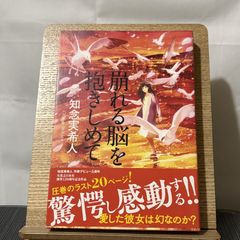 崩れる脳を
抱きしめて
知念実希人
圧巻のラスト20ページ!
驚愕し感動する!!
愛した彼女は幻なのか?